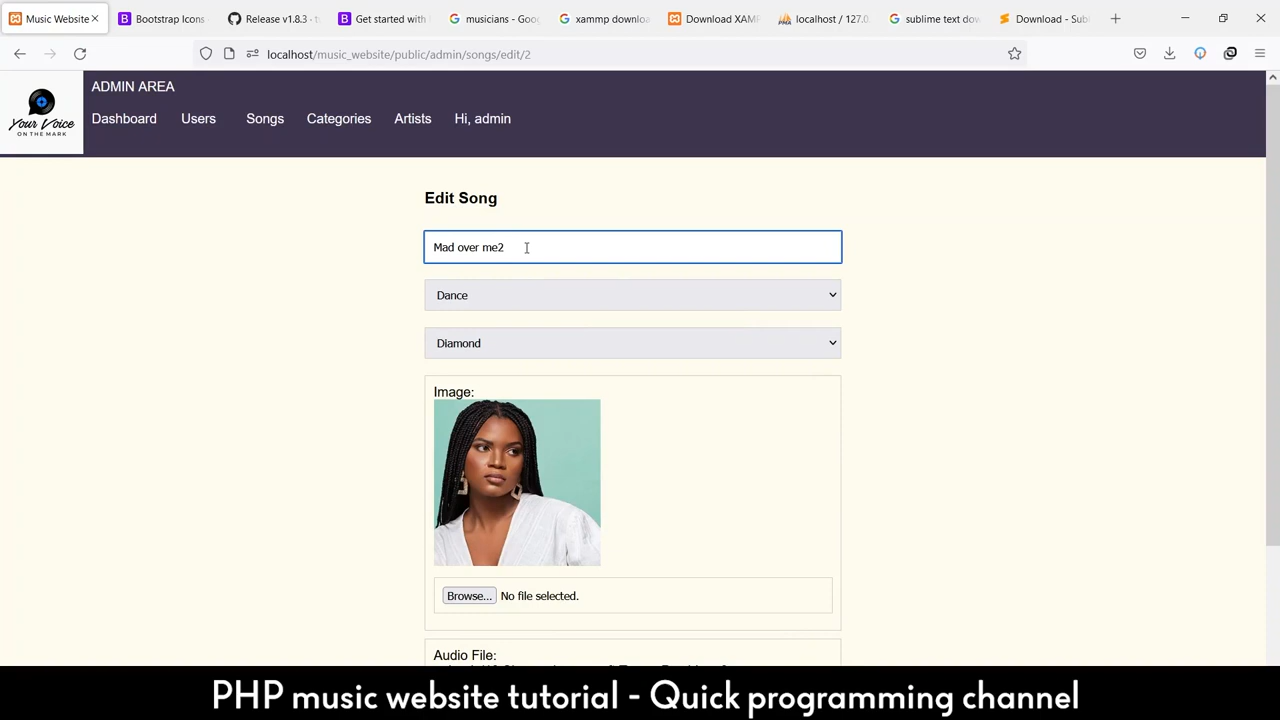 Music Website
Bootstrap Icons
Release v1.8.3 - t
Get started with
musicians - Goo
xammp downlo
Download XAM
localhost / 127.0
sublime text dow
Download - Sub
localhost/music_website/public/admin/songs/edit/2
Your Voice
ON THE MARK
ADMIN AREA
Dashboard Users Songs Categories Artists Hi, admin
Edit Song
Mad over me2
Dance
Diamond
Image:
Browse... No file selected.
Audio File:
PHP music website tutorial - Quick programming channel